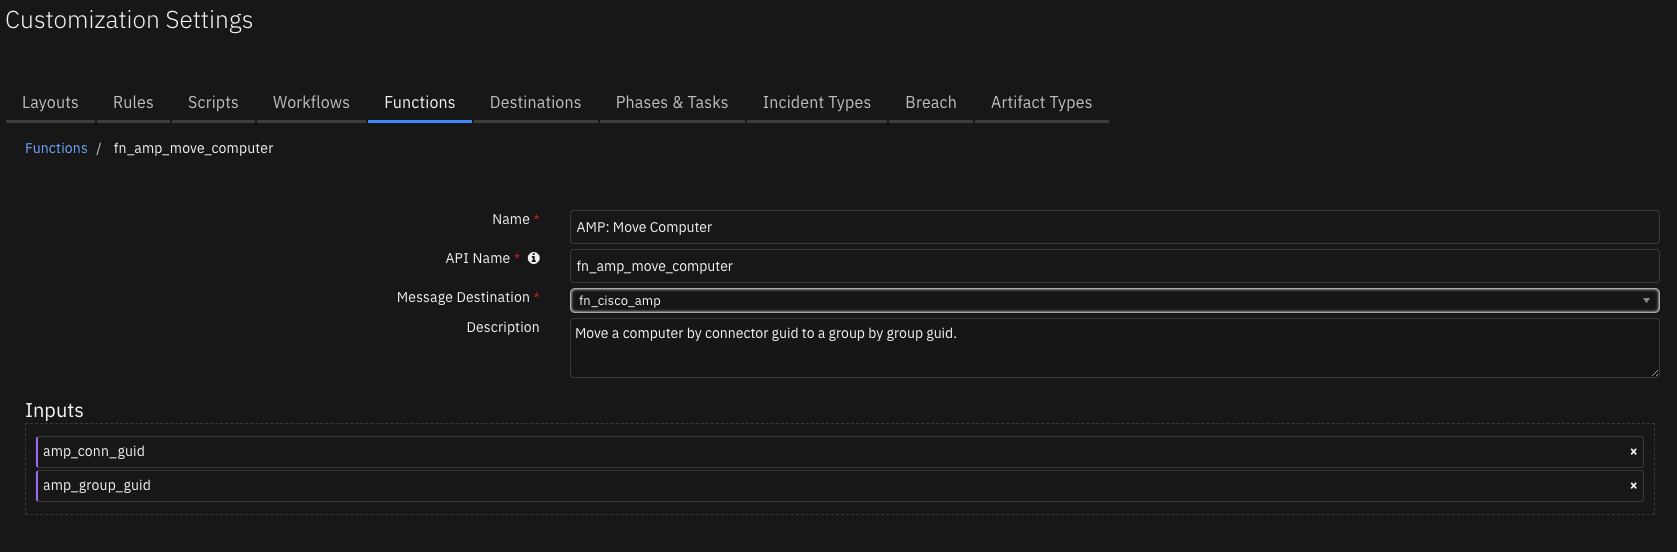 Customization Settings
Layouts Rules Scripts Workflows Functions Destinations Phases & Tasks Incident Types Breach Artifact Types
Functions / fn_amp_move_computer
Name * AMP: Move Computer
API Name * fn_amp_move_computer
Message Destination * fn_cisco_amp
Description Move a computer by connector guid to a group by group guid.
Inputs
amp_conn_guid ×
amp_group_guid ×